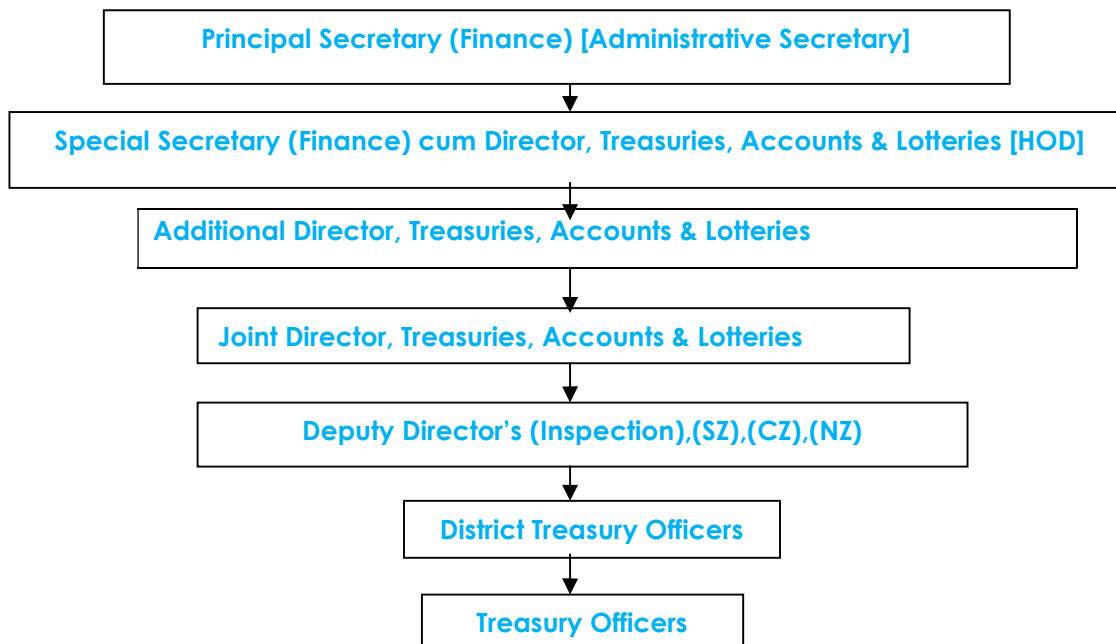 Principal Secretary (Finance) [Administrative Secretary]
Special Secretary (Finance) cum Director, Treasuries, Accounts & Lotteries [HOD]
Additional Director, Treasuries, Accounts & Lotteries
Joint Director, Treasuries, Accounts & Lotteries
Deputy Director’s (Inspection),(SZ),(CZ),(NZ)
District Treasury Officers
Treasury Officers